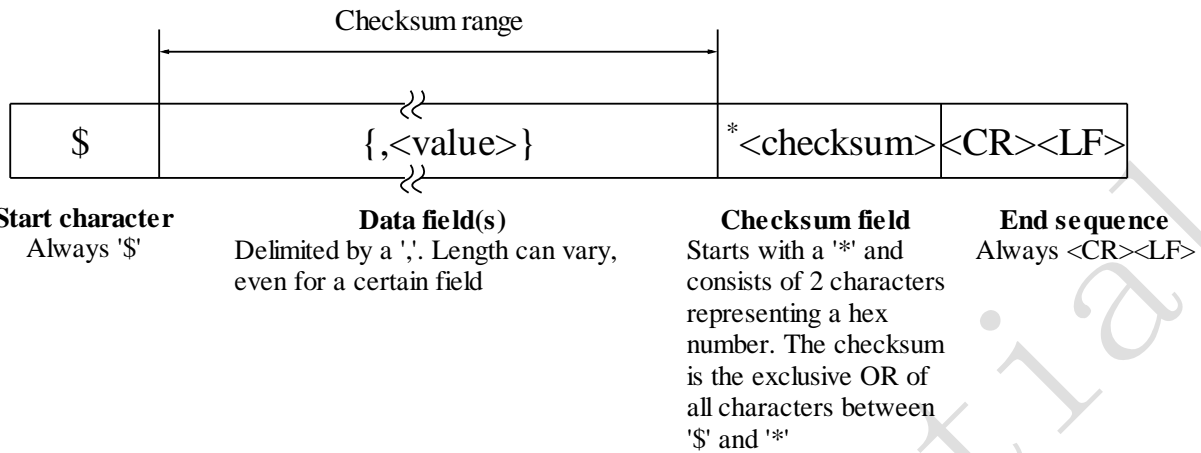 Checksum range
$
{,<value>}
*<checksum>
<CR><LF>
Start character
Always '$'
Data field(s)
Delimited by a ','. Length can vary,
even for a certain field
Checksum field
Starts with a '*' and
consists of 2 characters
representing a hex
number. The checksum
is the exclusive OR of
all characters between
'$' and '*'
End sequence
Always <CR><LF>
tial